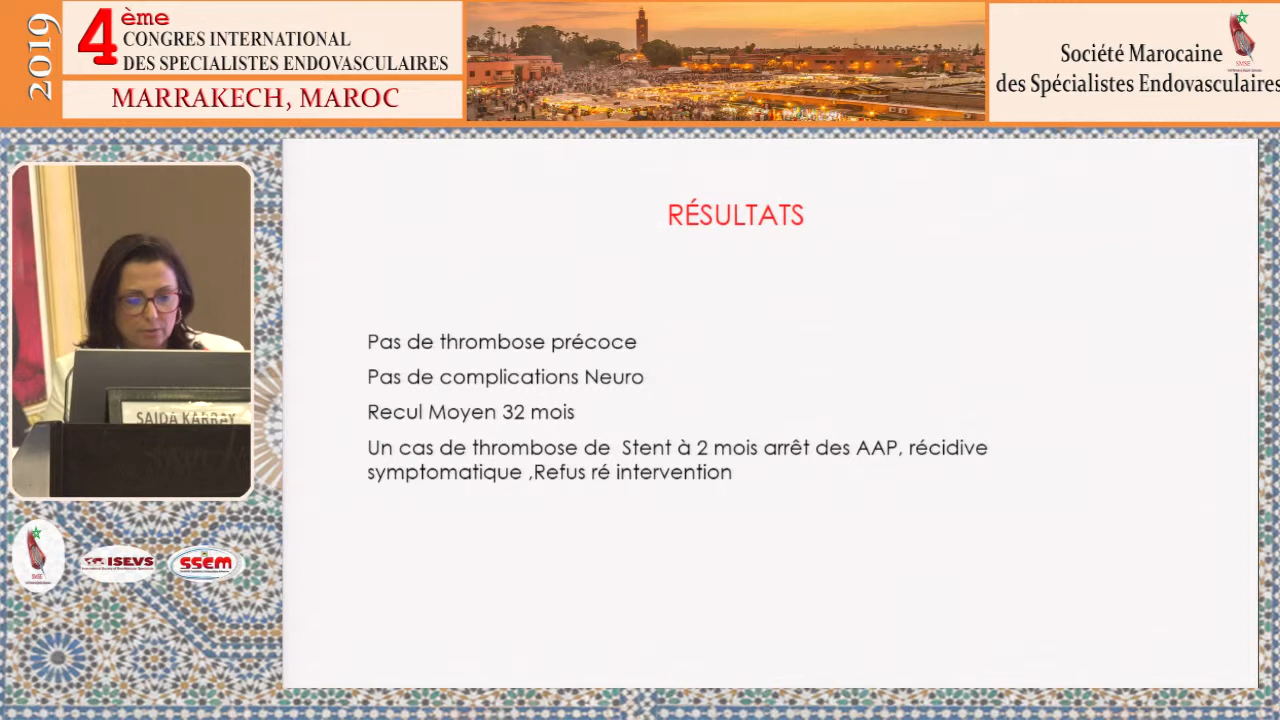 2019
4ème
CONGRES INTERNATIONAL
DES SPECIALISTES ENDOVASCULAIRES
MARRAKECH, MAROC
Société Marocaine
des Spécialistes Endovasculaires
SMSE
RÉSULTATS
Pas de thrombose précoce
Pas de complications Neuro
Recul Moyen 32 mois
Un cas de thrombose de Stent à 2 mois arrêt des AAP, récidive
symptomatique ,Refus ré intervention
SAIDA KARRAY
SMSE
ISEVS
SSEM